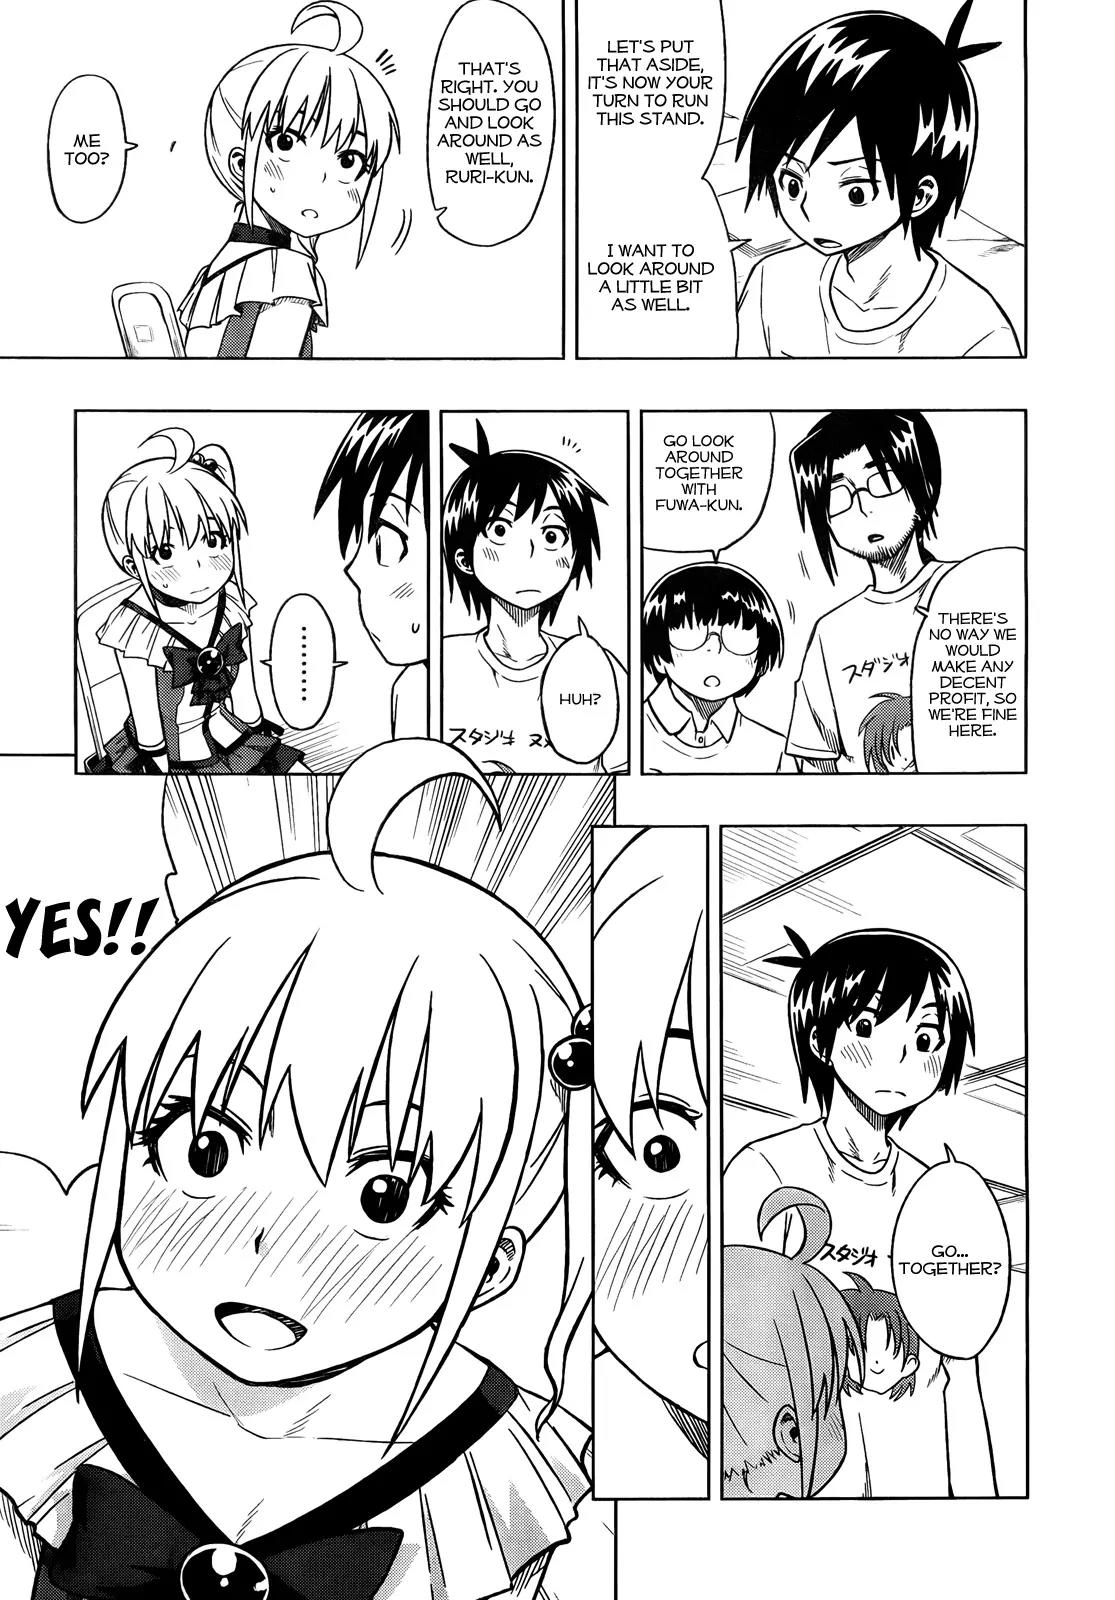 LET'S PUT
THAT ASIDE,
IT'S NOW YOUR
TURN TO RUN
THIS STAND.
I WANT TO
LOOK AROUND
A LITTLE BIT
AS WELL.
THAT'S
RIGHT. YOU
SHOULD GO
AND LOOK
AROUND AS
WELL,
RURI-KUN.
ME
TOO?
GO LOOK
AROUND
TOGETHER
WITH
FUWA-KUN.
THERE'S
NO WAY WE
WOULD
MAKE ANY
DECENT
PROFIT, SO
WE'RE FINE
HERE.
スタジオ
HUH?
スタジオ ヌメ
.........
GO...
TOGETHER?
スタジオ
YES!!